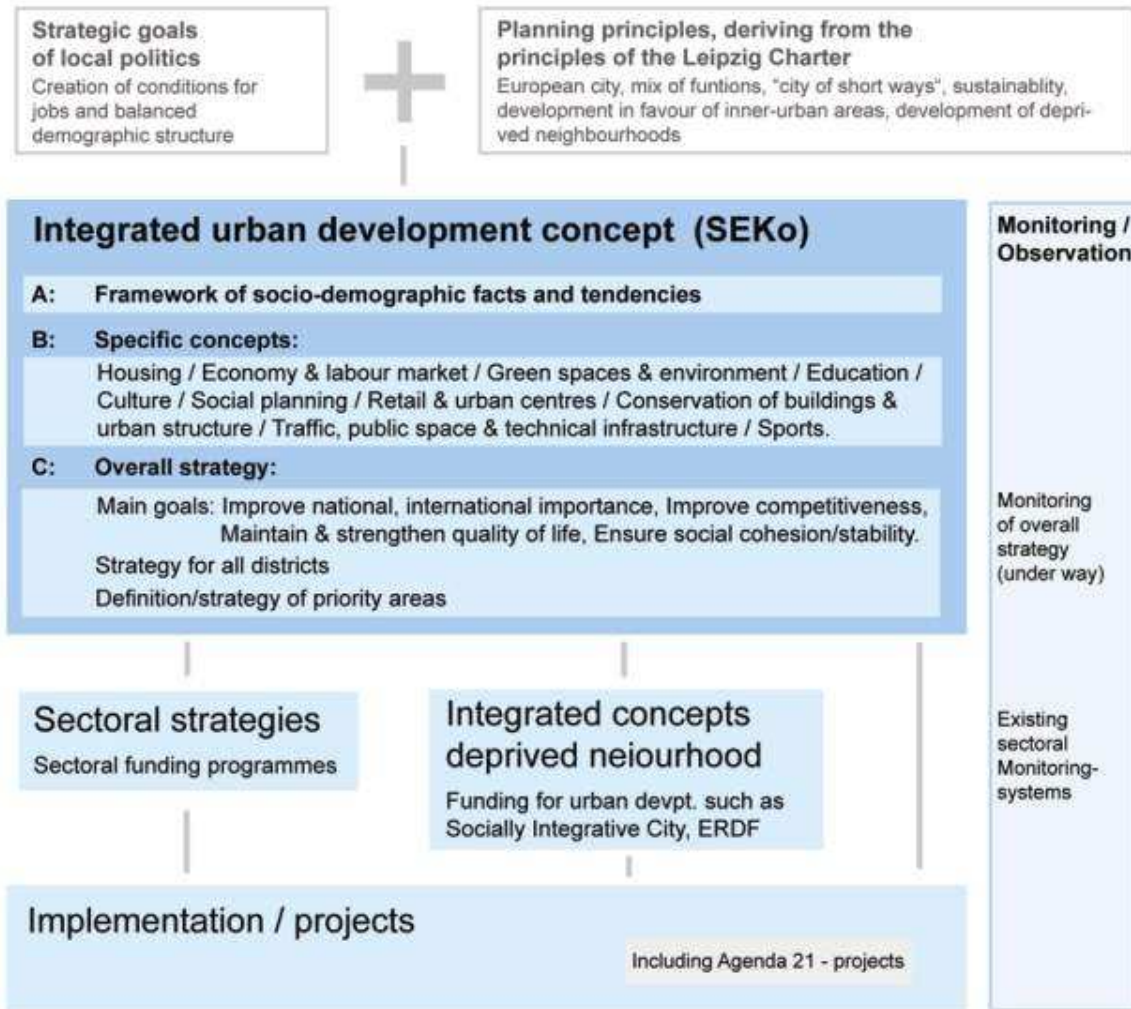 Strategic goals
of local politics
Creation of conditions for
jobs and balanced
demographic structure
Planning principles, deriving from the
principles of the Leipzig Charter
European city, mix of funtions, "city of short ways", sustainablity,
development in favour of inner-urban areas, development of depri-
ved neighbourhoods
Integrated urban development concept (SEKo)
A: Framework of socio-demographic facts and tendencies
B: Specific concepts:
Housing / Economy & labour market / Green spaces & environment / Education /
Culture / Social planning / Retail & urban centres / Conservation of buildings &
urban structure / Traffic, public space & technical infrastructure / Sports.
C: Overall strategy:
Main goals: Improve national, international importance, Improve competitiveness,
Maintain & strengthen quality of life, Ensure social cohesion/stability.
Strategy for all districts
Definition/strategy of priority areas
Monitoring /
Observation
Monitoring
of overall
strategy
(under way)
Existing
sectoral
Monitoring-
systems
Sectoral strategies
Sectoral funding programmes
Integrated concepts
deprived neiourhood
Funding for urban devpt. such as
Socially Integrative City, ERDF
Implementation / projects
Including Agenda 21 - projects